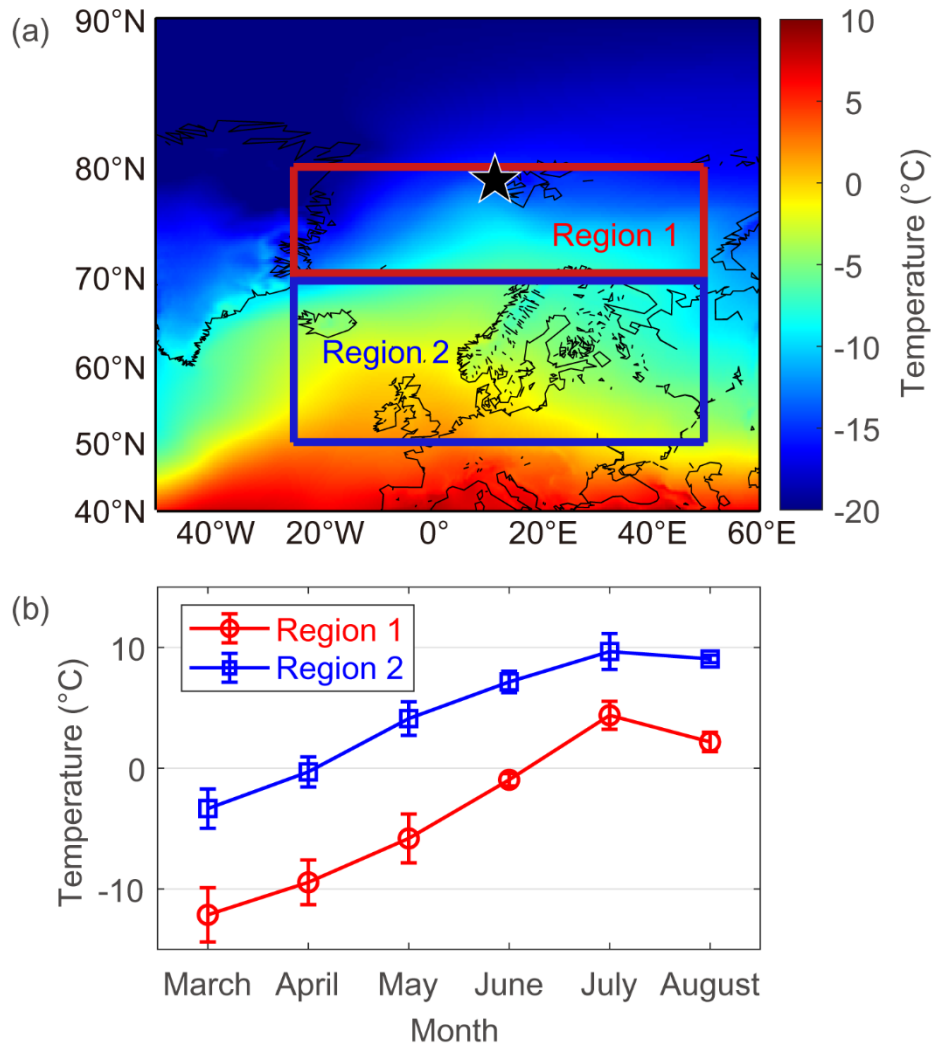 (a)
90°N
80°N
70°N
60°N
50°N
40°N
40°W 20°W 0° 20°E 40°E 60°E
Region 1
Region 2
10
5
0
-5
-10
-15
-20
Temperature (°C)
(b)
Region 1
Region 2
10
0
-10
Temperature (°C)
March April May June July August
Month